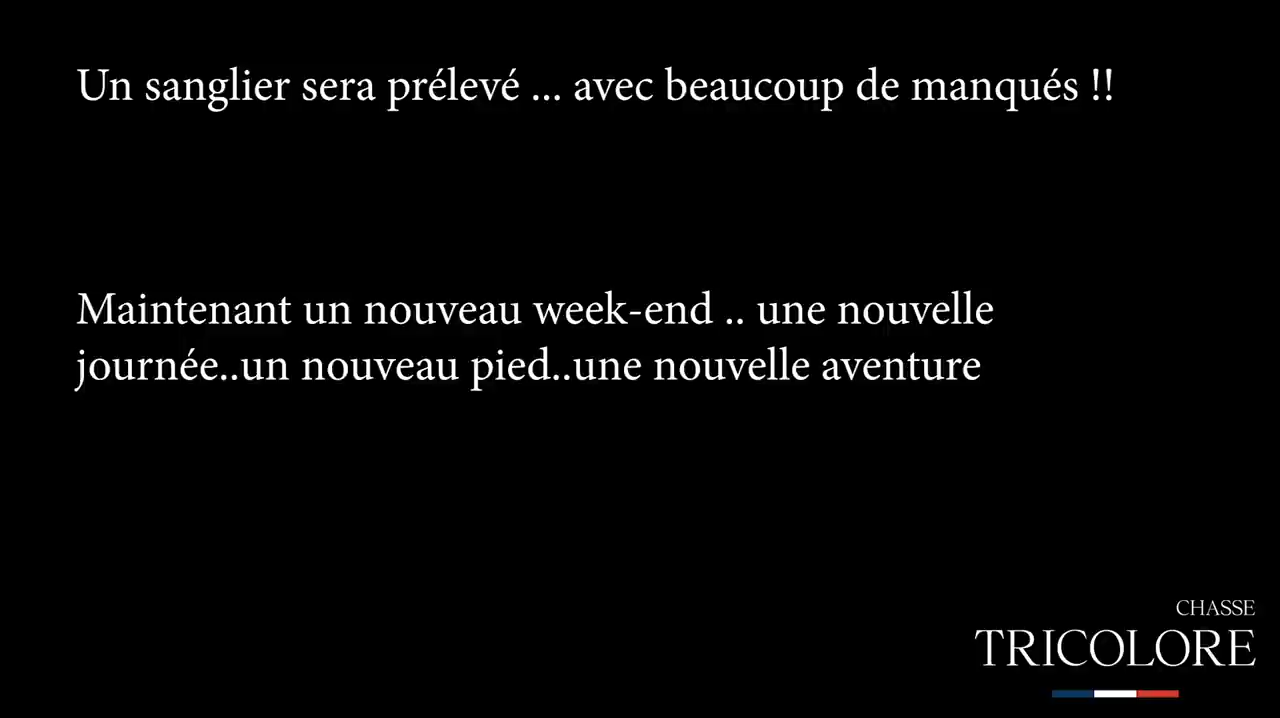 Un sanglier sera prélevé ... avec beaucoup de manqués !!
Maintenant un nouveau week-end .. une nouvelle
journée..un nouveau pied..une nouvelle aventure
CHASSE
TRICOLORE